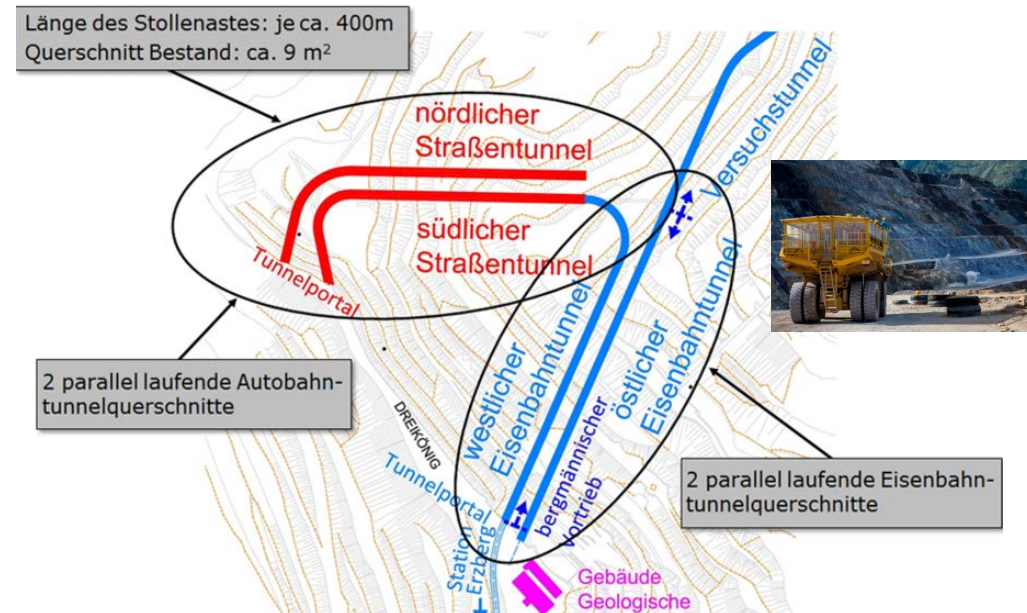 Länge des Stollenastes: je ca. 400m
Querschnitt Bestand: ca. 9 m²
nördlicher
Straßentunnel
südlicher
Straßentunnel
Tunnelportal
Versuchstunnel
2 parallel laufende Autobahn-
tunnelquerschnitte
westlicher
Eisenbahntunnel
östlicher
Eisenbahntunnel
DREIKÖNIG
bergmännischer
Vortrieb
Tunnelportal
Station
Erzberg
2 parallel laufende Eisenbahn-
tunnelquerschnitte
Gebäude
Geologische